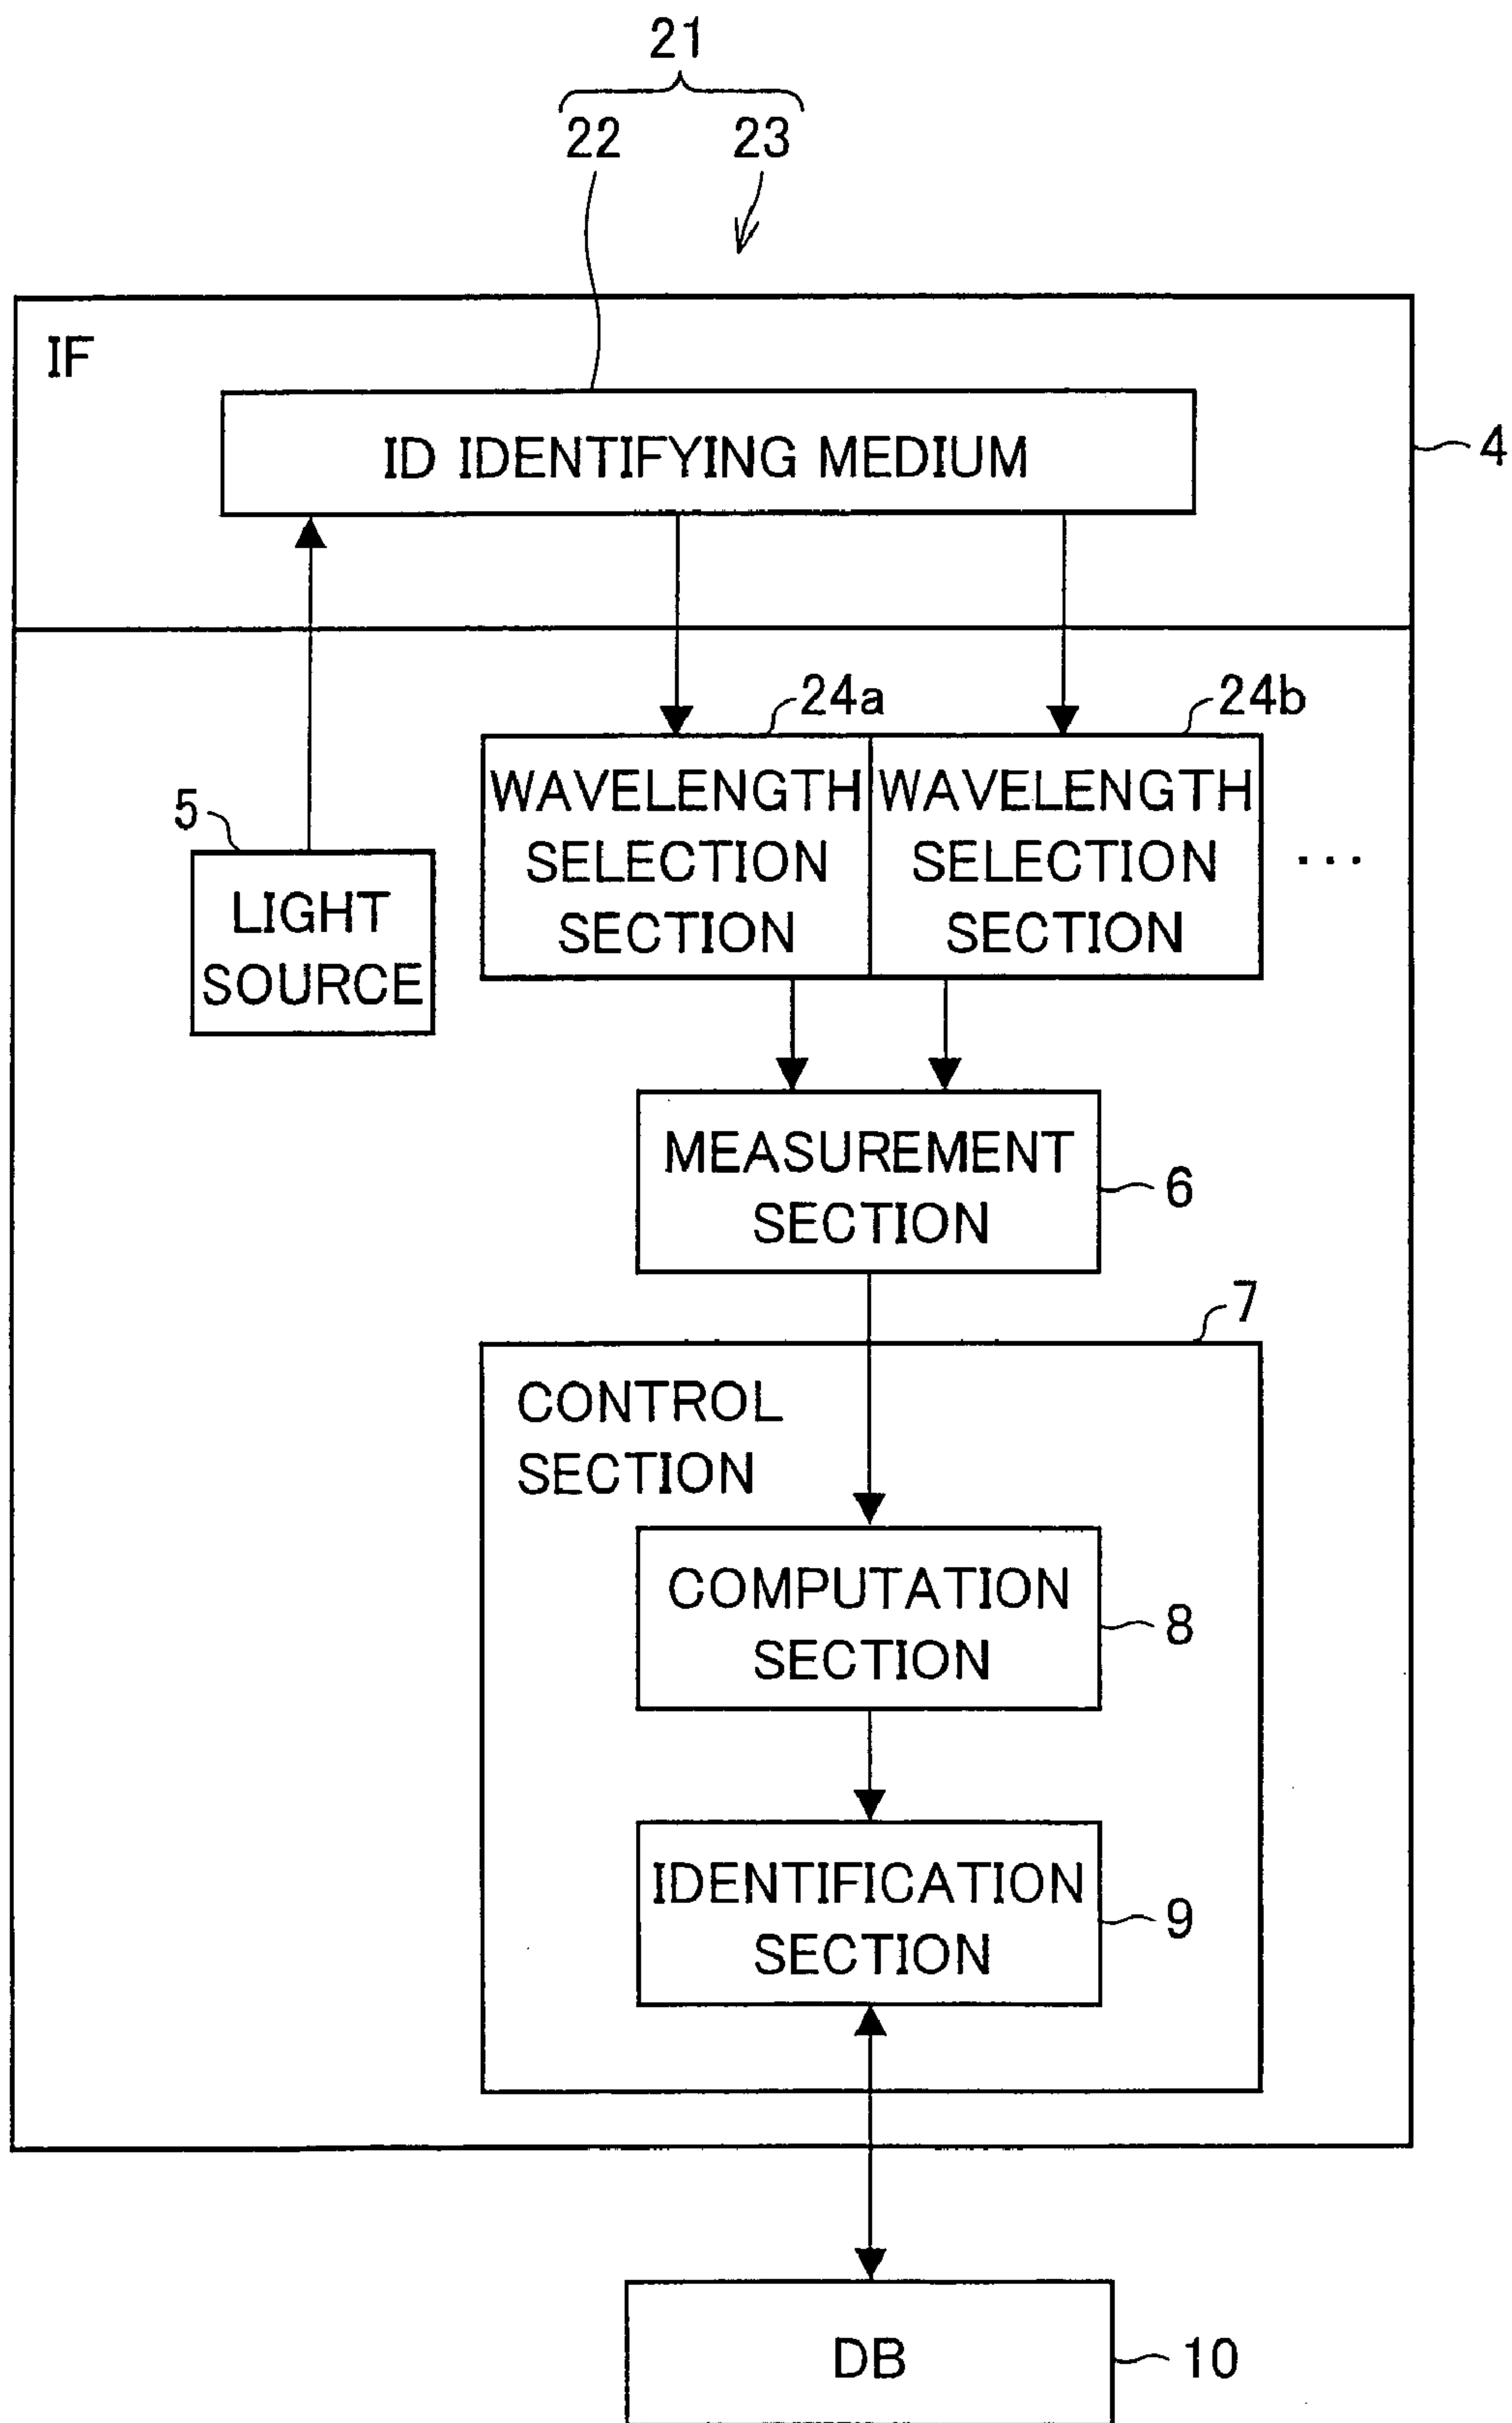 21
22 23
IF
ID IDENTIFYING MEDIUM
4
24a 24b
WAVELENGTH
SELECTION
SECTION
WAVELENGTH
SELECTION
SECTION
...
5
LIGHT
SOURCE
MEASUREMENT
SECTION
6
7
CONTROL
SECTION
COMPUTATION
SECTION
8
IDENTIFICATION
SECTION
9
DB
10